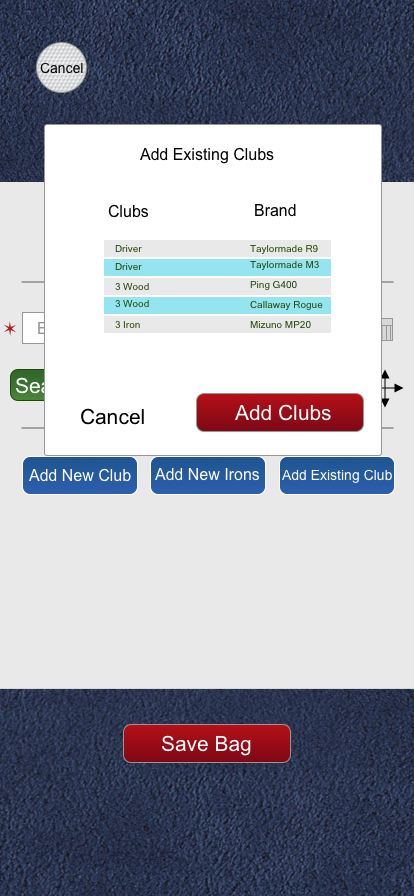 Cancel
Add Existing Clubs
Clubs Brand
Driver Taylormade R9
Driver Taylormade M3
3 Wood Ping G400
3 Wood Callaway Rogue
3 Iron Mizuno MP20
Cancel Add Clubs
Add New Club Add New Irons Add Existing Club
Save Bag